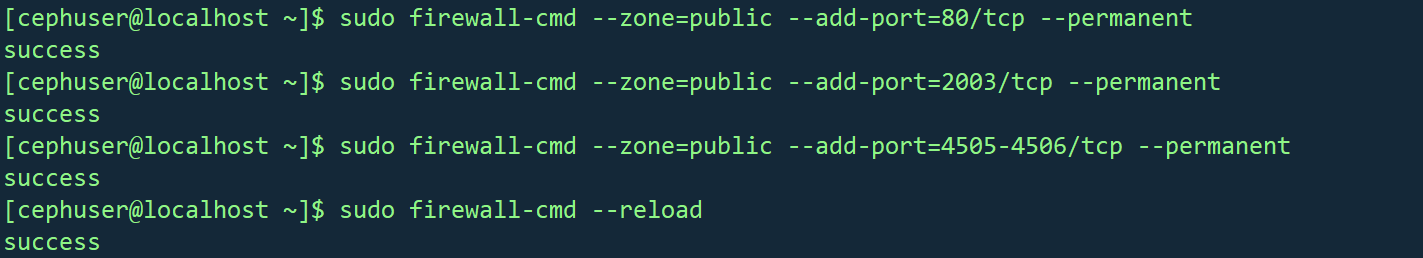 [cephuser@localhost ~]$ sudo firewall-cmd --zone=public --add-port=80/tcp --permanent
success
[cephuser@localhost ~]$ sudo firewall-cmd --zone=public --add-port=2003/tcp --permanent
success
[cephuser@localhost ~]$ sudo firewall-cmd --zone=public --add-port=4505-4506/tcp --permanent
success
[cephuser@localhost ~]$ sudo firewall-cmd --reload
success